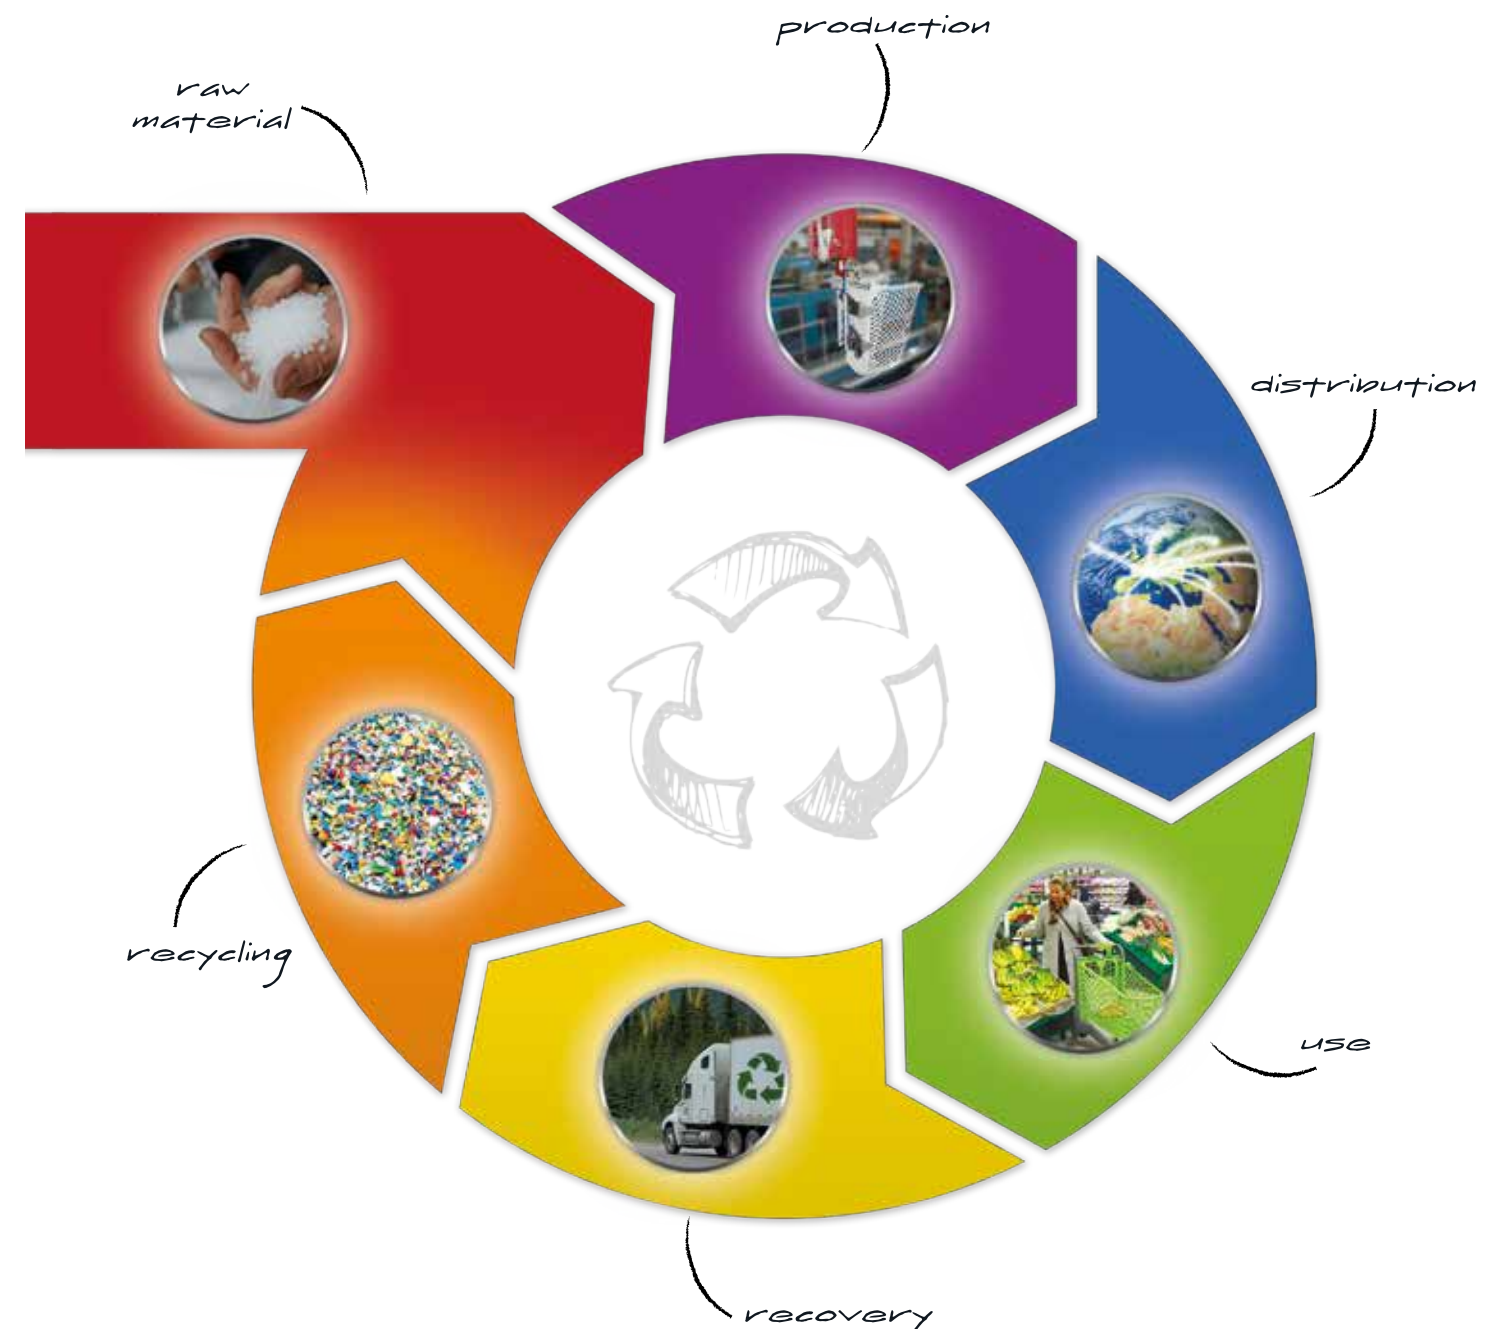 production
raw
material
distribution
recycling
use
recovery